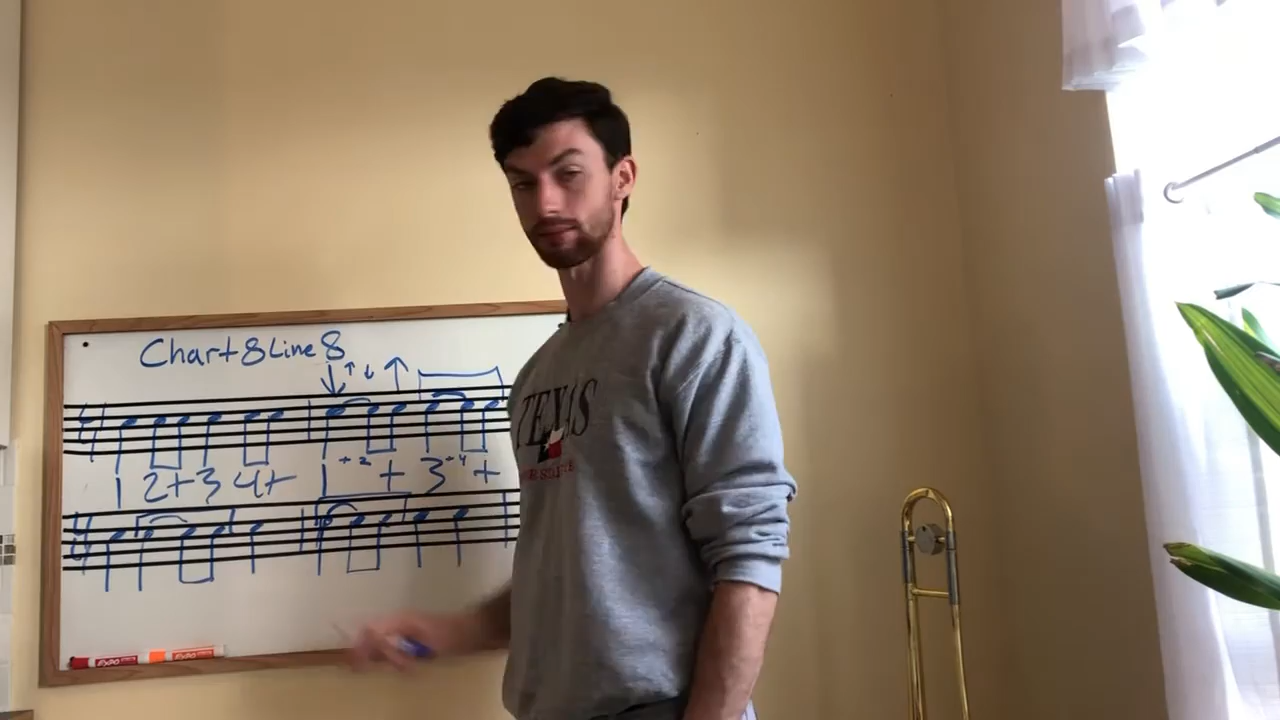 Chart 8 Line 8
1 2 + 3 4 + 1 + 2 + 3 + 4 +
TEXAS
EXPO EXPO